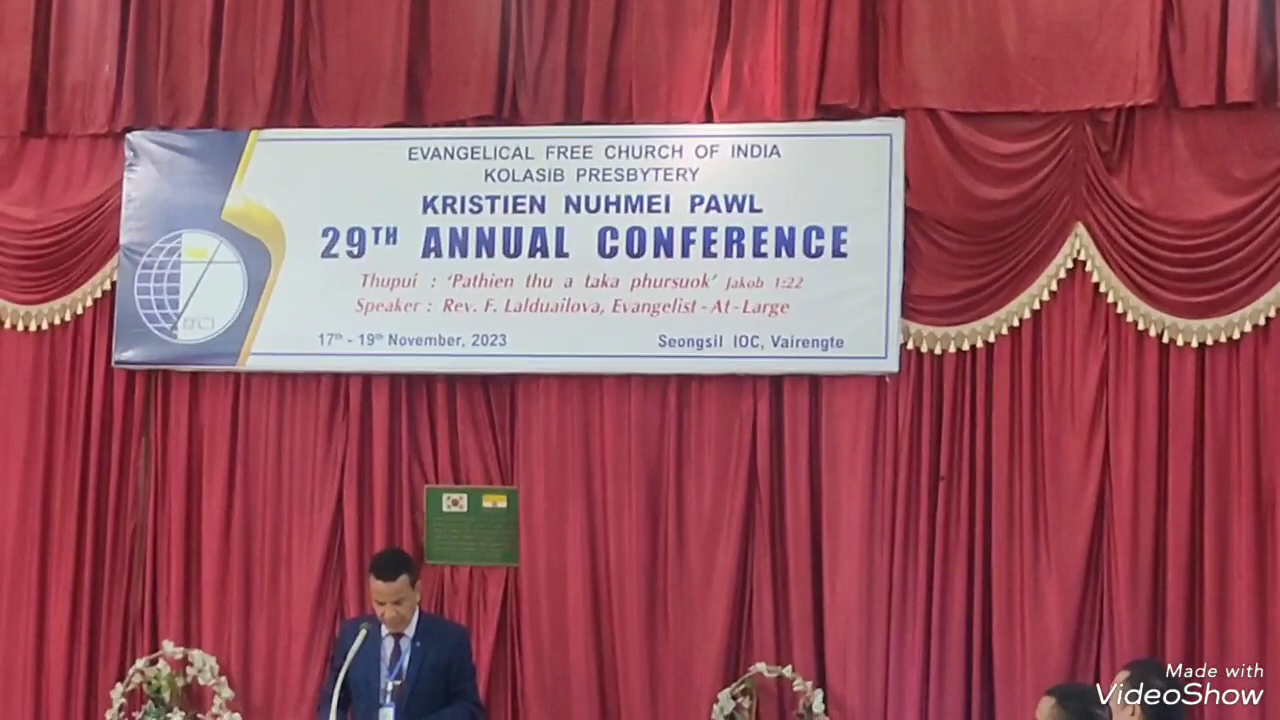 EVANGELICAL FREE CHURCH OF INDIA
KOLASIB PRESBYTERY
KRISTIEN NUHMEI PAWL
29TH ANNUAL CONFERENCE
Thupui : 'Pathien thu a taka phursuok' Jakob 1:22
Speaker : Rev. F. Lalduailova, Evangelist-At-Large
17th - 19th November, 2023
Seongsil IOC, Vairengte
EFCI
Made with
VideoShow